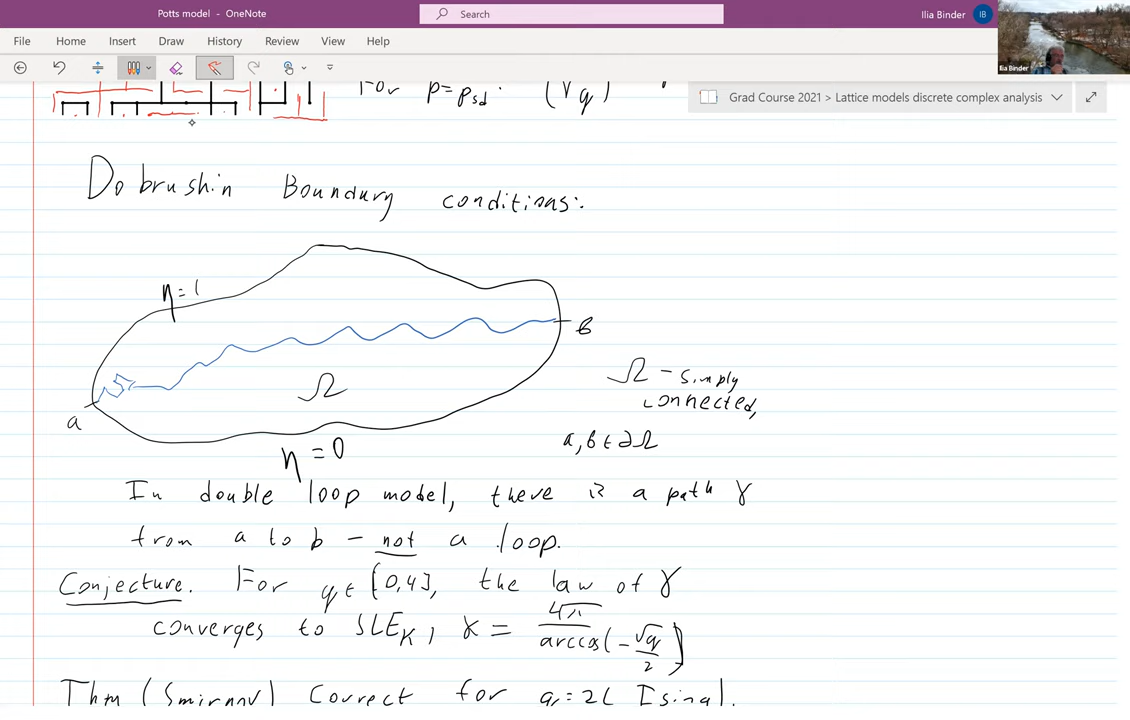 Potts model - OneNote
Search
Ilia Binder
IB
File Home Insert Draw History Review View Help
Ilia Binder
Grad Course 2021 > Lattice models discrete complex analysis
For p = p_sd : (√q)
Dobrushin Boundary conditions:
η = 1
b
Ω
a
η = 0
Ω - simply
connected,
a, b ∈ ∂Ω
In double loop model, there is a path γ
from a to b - not a loop.
Conjecture. For q ∈ [0,4], the law of γ
converges to SLE_K, K = 4π / arccos(-√q/2)
Thm (Smirnov) Correct for q = 2 ( Ising).